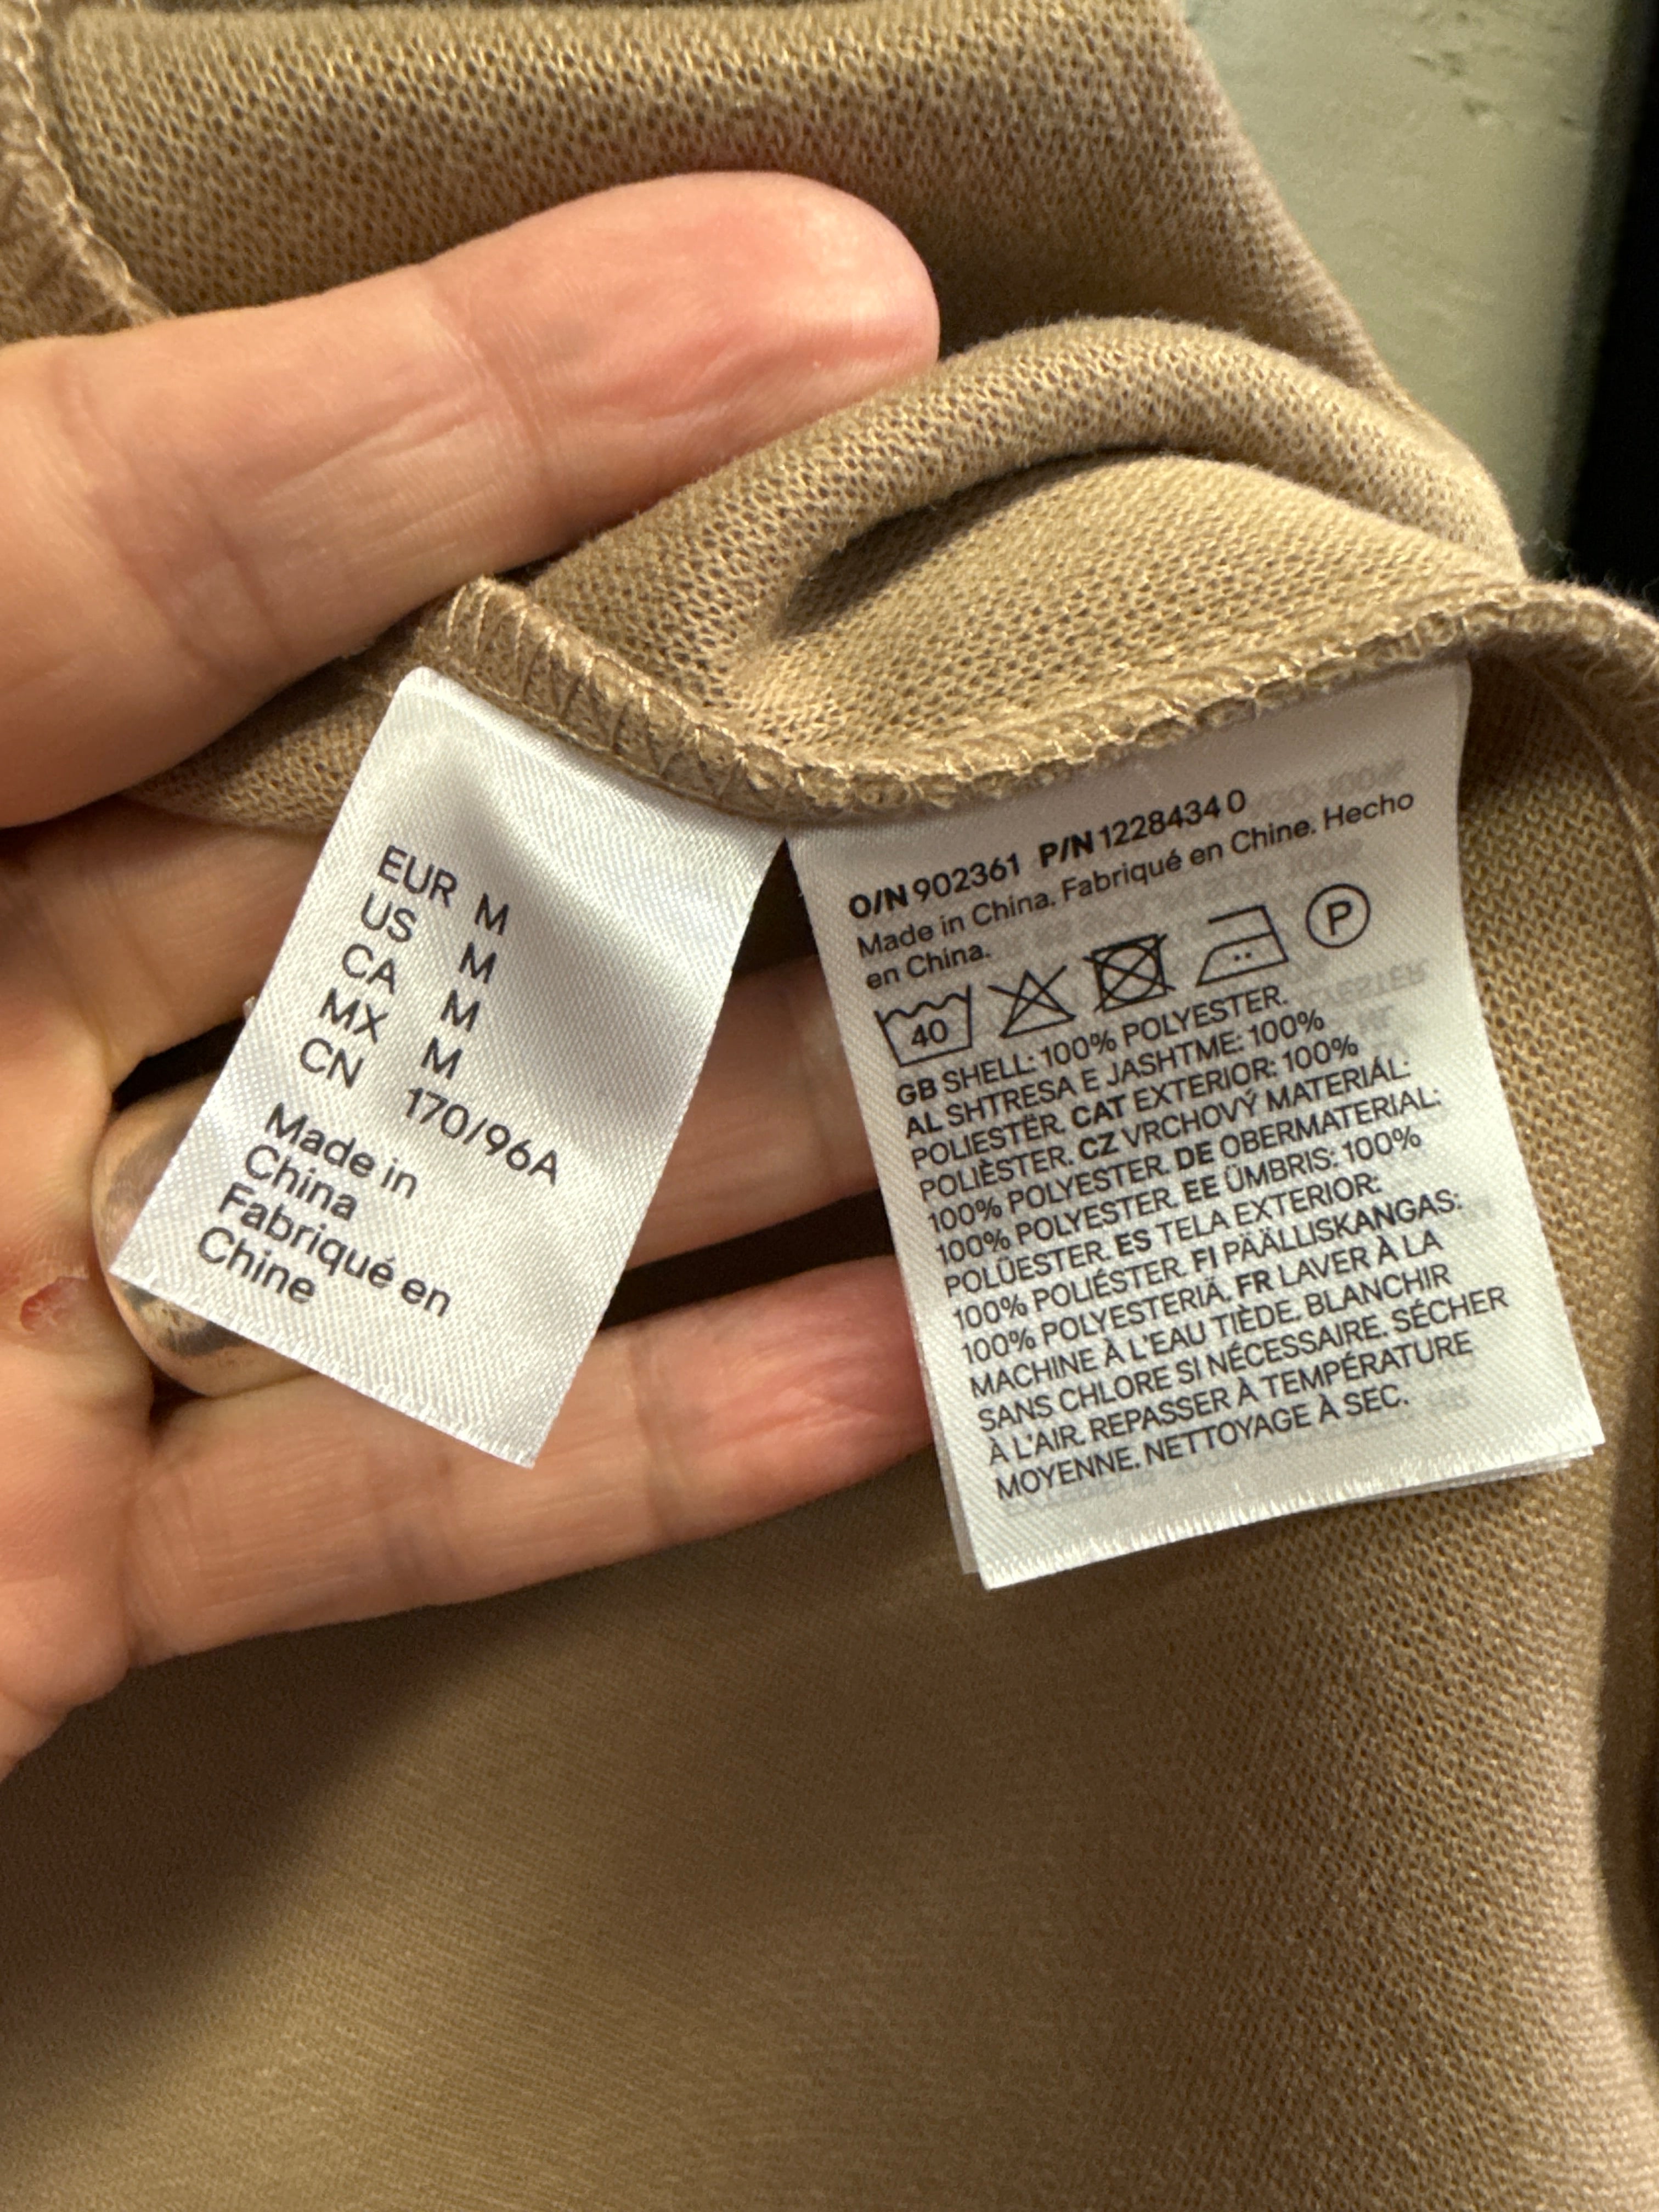 EUR M
US M
CA M
MX M
CN 170/96A
Made in
China
Fabriqué en
Chine
O/N 902361 P/N 1228434 0
Made in China. Fabriqué en Chine. Hecho
en China.
40 P
GB SHELL: 100% POLYESTER.
AL SHTRESA E JASHTME: 100%
POLIESTËR. CAT EXTERIOR: 100%
POLIÈSTER. CZ VRCHOVÝ MATERIÁL:
100% POLYESTER. DE OBERMATERIAL:
100% POLYESTER. EE ÜMBRIS: 100%
POLÜESTER. ES TELA EXTERIOR:
100% POLIÉSTER. FI PÄÄLLISKANGAS:
100% POLYESTERIÄ. FR LAVER À LA
MACHINE À L'EAU TIÈDE. BLANCHIR
SANS CHLORE SI NÉCESSAIRE. SÉCHER
À L'AIR. REPASSER À TEMPÉRATURE
MOYENNE. NETTOYAGE À SEC.